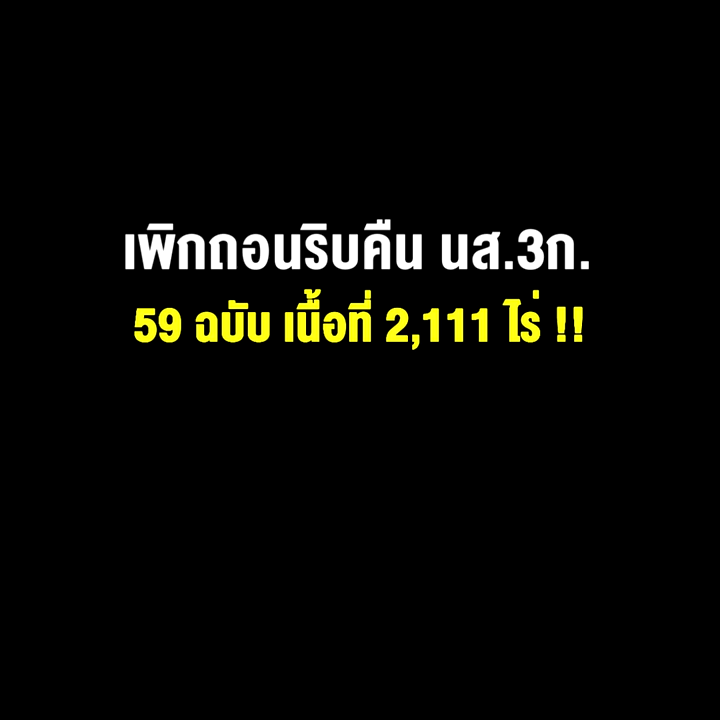 เพิกถอนริบคืน นส.3ก.
59 ฉบับ เนื้อที่ 2,111 ไร่ !!